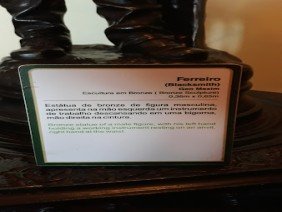 Ferreiro
(Blacksmith)
Escultura em Bronze ( Bronze Sculpture)
Estátua de bronze de figura masculina,
apresenta na mão esquerda um instrumento
de trabalho descansando em uma bigorna,
mão direita na cintura.
Bronze statue of a male figure, with his left hand
holding a working instrument resting on an anvil,
right hand at the waist.